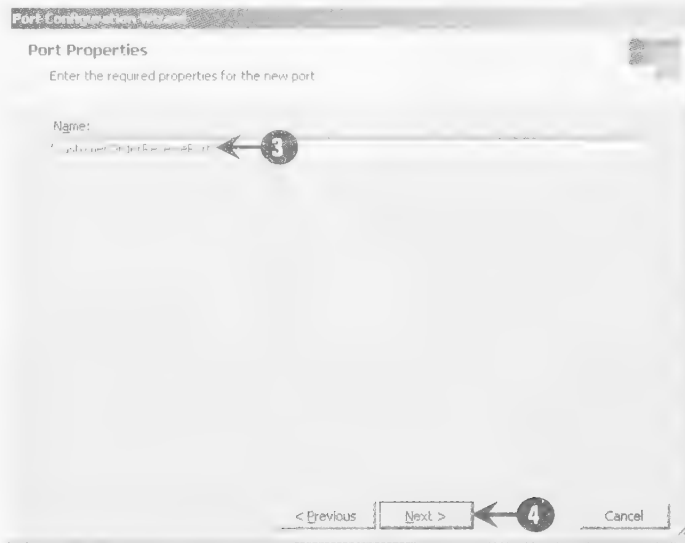 Port Configuration Wizard
Port Properties
Enter the required properties for the new port
Name:
3
< Previous
Next >
4
Cancel